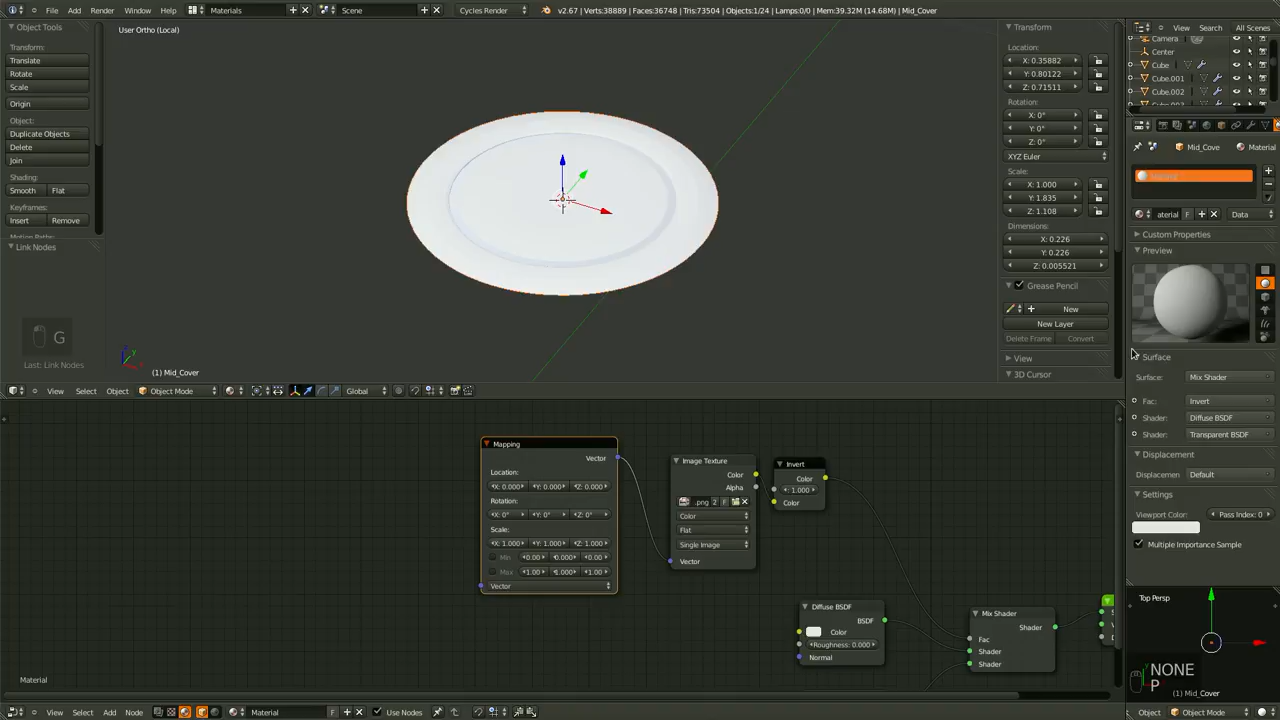 File Add Render Window Help Materials Scene Cycles Render v2.67 | Verts:38889 | Faces:36748 | Tris:73504 | Objects:1/24 | Lamps:0/0 | Mem:39.32M (14.68M) | Mid_Cover
View Search All Scenes
Object Tools
Transform:
Translate
Rotate
Scale
Origin
Object:
Duplicate Objects
Delete
Join
Shading:
Smooth Flat
Keyframes:
Insert Remove
Link Nodes
G
Last: Link Nodes
User Ortho (Local)
(1) Mid_Cover
Transform
Location:
X: 0.35882
Y: 0.80122
Z: 0.71511
Rotation:
X: 0°
Y: 0°
Z: 0°
XYZ Euler
Scale:
X: 1.000
Y: 1.835
Z: 1.108
Dimensions:
X: 0.226
Y: 0.226
Z: 0.005521
Grease Pencil
New
New Layer
Delete Frame Convert
View
3D Cursor
Camera
Center
Cube
Cube.001
Cube.002
Mid_Cove Material
aterial F Data
Custom Properties
Preview
Surface
Surface: Mix Shader
Fac: Invert
Shader: Diffuse BSDF
Shader: Transparent BSDF
Displacement
Displacemen Default
Settings
Viewport Color: Pass Index: 0
Multiple Importance Sample
View Select Object Object Mode Global
Mapping
Vector
Location:
X: 0.000 Y: 0.000 Z: 0.000
Rotation:
X: 0° Y: 0° Z: 0°
Scale:
X: 1.000 Y: 1.000 Z: 1.000
Min 0.00 0.000 0.00
Max 1.00 1.000 1.00
Vector
Image Texture
Color
Alpha
.png 2 F
Color
Flat
Single Image
Vector
Invert
Color
: 1.000
Color
Diffuse BSDF
BSDF
Color
Roughness: 0.000
Normal
Mix Shader
Shader
Fac
Shader
Shader
Material
Top Persp
NONE
P
(1) Mid_Cover
View Select Add Node Material F Use Nodes
Object Object Mode